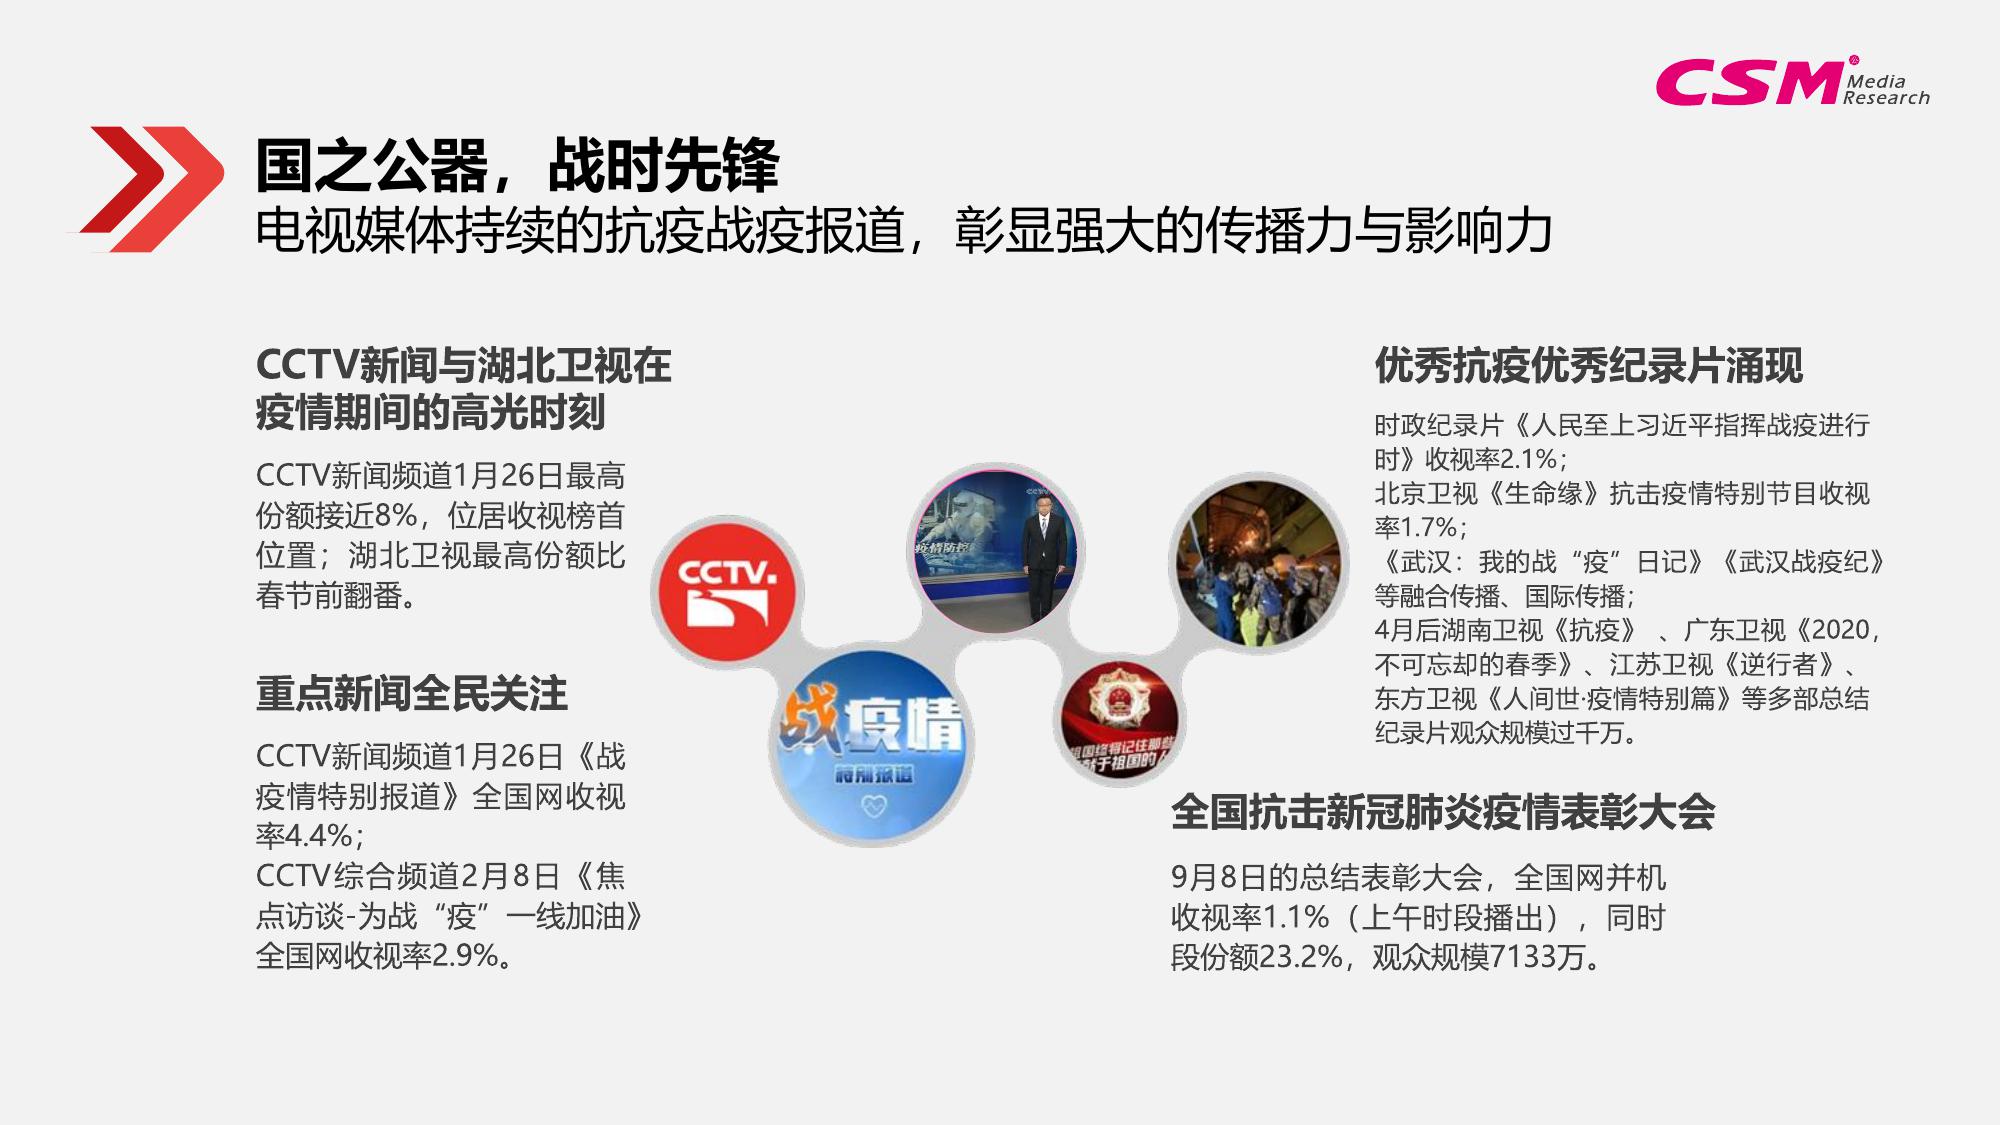 CSM Media
Research
国之公器，战时先锋
电视媒体持续的抗疫战疫报道，彰显强大的传播力与影响力
CCTV新闻与湖北卫视在
疫情期间的高光时刻
CCTV新闻频道1月26日最高
份额接近8%，位居收视榜首
位置；湖北卫视最高份额比
春节前翻番。
重点新闻全民关注
CCTV新闻频道1月26日《战
疫情特别报道》全国网收视
率4.4%；
CCTV综合频道2月8日《焦
点访谈-为战“疫”一线加油》
全国网收视率2.9%。
CCTV.
战疫情
特别报道
CCTV
疫情防控
祖国终将记住那些
献于祖国的人
优秀抗疫优秀纪录片涌现
时政纪录片《人民至上习近平指挥战疫进行
时》收视率2.1%；
北京卫视《生命缘》抗击疫情特别节目收视
率1.7%；
《武汉：我的战“疫”日记》《武汉战疫纪》
等融合传播、国际传播；
4月后湖南卫视《抗疫》 、广东卫视《2020，
不可忘却的春季》、江苏卫视《逆行者》、
东方卫视《人间世·疫情特别篇》等多部总结
纪录片观众规模过千万。
全国抗击新冠肺炎疫情表彰大会
9月8日的总结表彰大会，全国网并机
收视率1.1%（上午时段播出），同时
段份额23.2%，观众规模7133万。